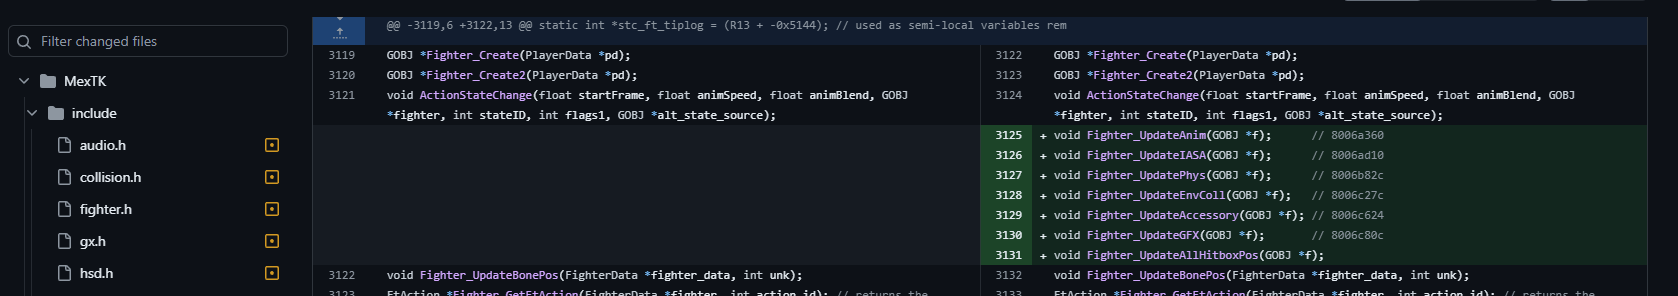 @@ -3119,6 +3122,13 @@ static int *stc_ft_tiplog = (R13 + -0x5144); // used as semi-local variables rem
Filter changed files
MexTK
include
audio.h
collision.h
fighter.h
gx.h
hsd.h
3119 GOBJ *Fighter_Create(PlayerData *pd);
3120 GOBJ *Fighter_Create2(PlayerData *pd);
3121 void ActionStateChange(float startFrame, float animSpeed, float animBlend, GOBJ
*fighter, int stateID, int flags1, GOBJ *alt_state_source);
3122 void Fighter_UpdateBonePos(FighterData *fighter_data, int unk);
3123 FtAction *Fighter_GetFtAction(FighterData *fighter, int action_id); // returns the
3122 GOBJ *Fighter_Create(PlayerData *pd);
3123 GOBJ *Fighter_Create2(PlayerData *pd);
3124 void ActionStateChange(float startFrame, float animSpeed, float animBlend, GOBJ
*fighter, int stateID, int flags1, GOBJ *alt_state_source);
3125 + void Fighter_UpdateAnim(GOBJ *f); // 8006a360
3126 + void Fighter_UpdateIASA(GOBJ *f); // 8006ad10
3127 + void Fighter_UpdatePhys(GOBJ *f); // 8006b82c
3128 + void Fighter_UpdateEnvColl(GOBJ *f); // 8006c27c
3129 + void Fighter_UpdateAccessory(GOBJ *f); // 8006c624
3130 + void Fighter_UpdateGFX(GOBJ *f); // 8006c80c
3131 + void Fighter_UpdateAllHitboxPos(GOBJ *f);
3132 void Fighter_UpdateBonePos(FighterData *fighter_data, int unk);
3133 FtAction *Fighter_GetFtAction(FighterData *fighter, int action_id); // returns the